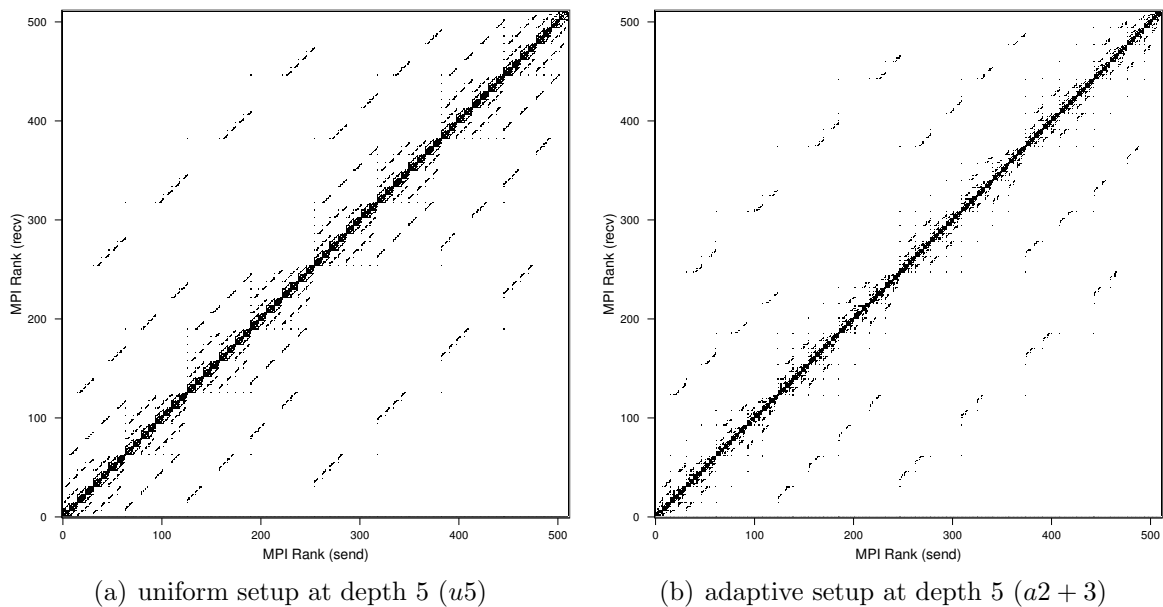 500
400
300
200
100
0
MPI Rank (recv)
0 100 200 300 400 500
MPI Rank (send)
(a) uniform setup at depth 5 (u5)
500
400
300
200
100
0
MPI Rank (recv)
0 100 200 300 400 500
MPI Rank (send)
(b) adaptive setup at depth 5 (a2 + 3)